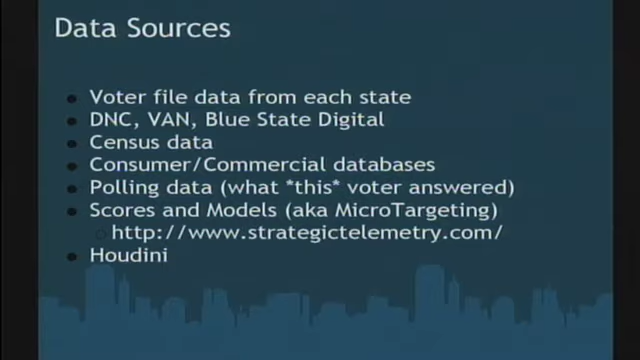 Data Sources
Voter file data from each state
DNC, VAN, Blue State Digital
Census data
Consumer/Commercial databases
Polling data (what *this* voter answered)
Scores and Models (aka MicroTargeting)
http://www.strategictelemetry.com/
Houdini